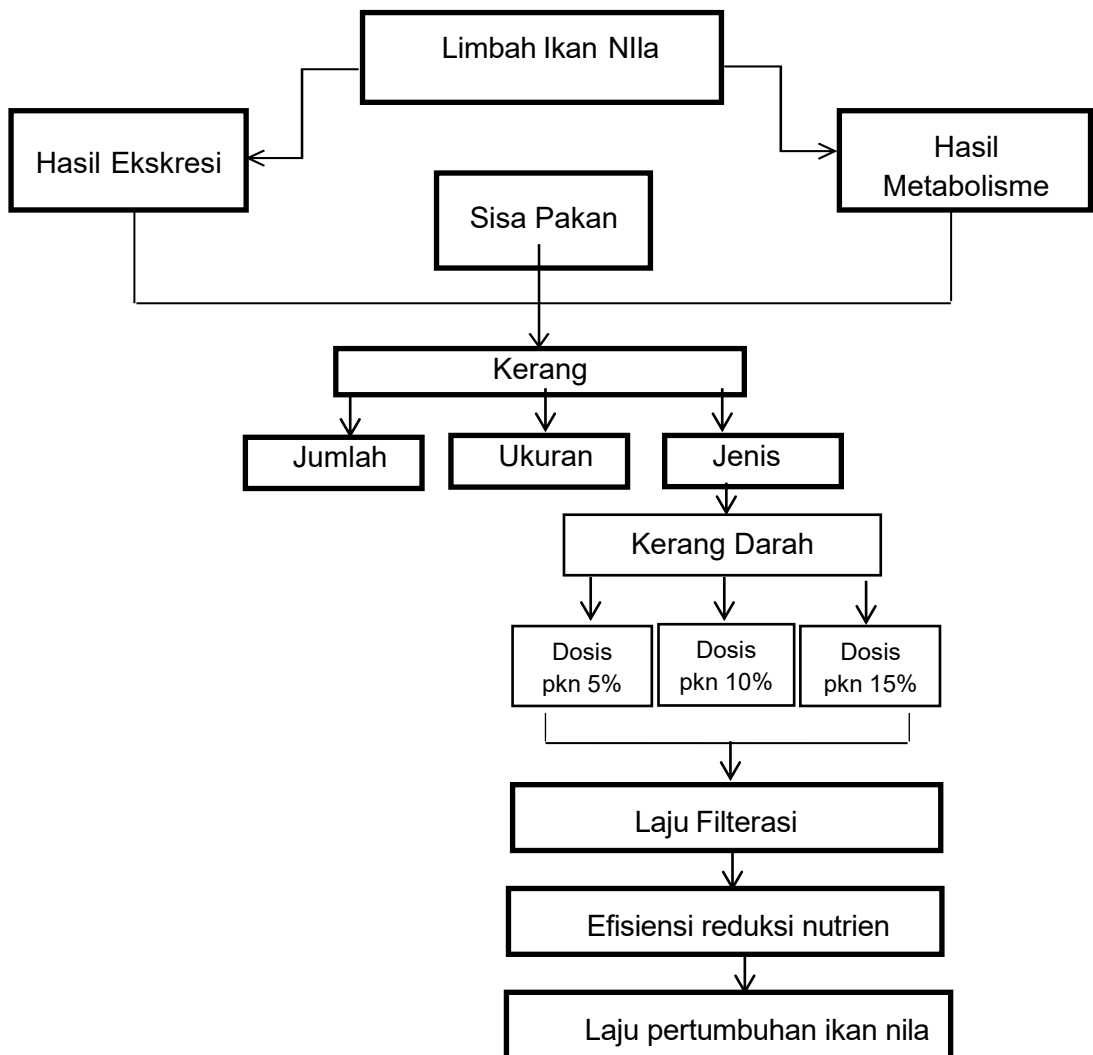 Limbah Ikan NIla
Hasil Ekskresi
Hasil
Metabolisme
Sisa Pakan
Kerang
Jumlah
Ukuran
Jenis
Kerang Darah
Dosis
pkn 5%
Dosis
pkn 10%
Dosis
pkn 15%
Laju Filterasi
Efisiensi reduksi nutrien
Laju pertumbuhan ikan nila